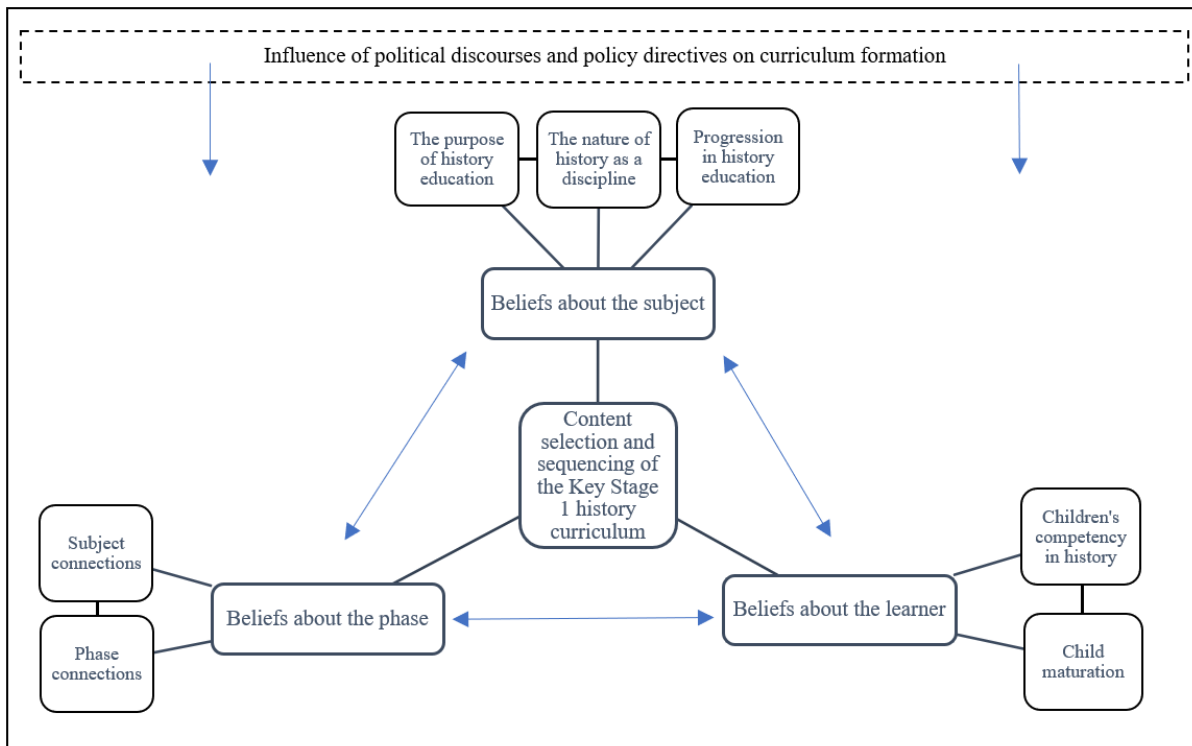 Influence of political discourses and policy directives on curriculum formation
The purpose
of history
education
The nature of
history as a
discipline
Progression
in history
education
Beliefs about the subject
Content
selection and
sequencing of
the Key Stage
1 history
curriculum
Subject
connections
Phase
connections
Beliefs about the phase
Beliefs about the learner
Children's
competency
in history
Child
maturation